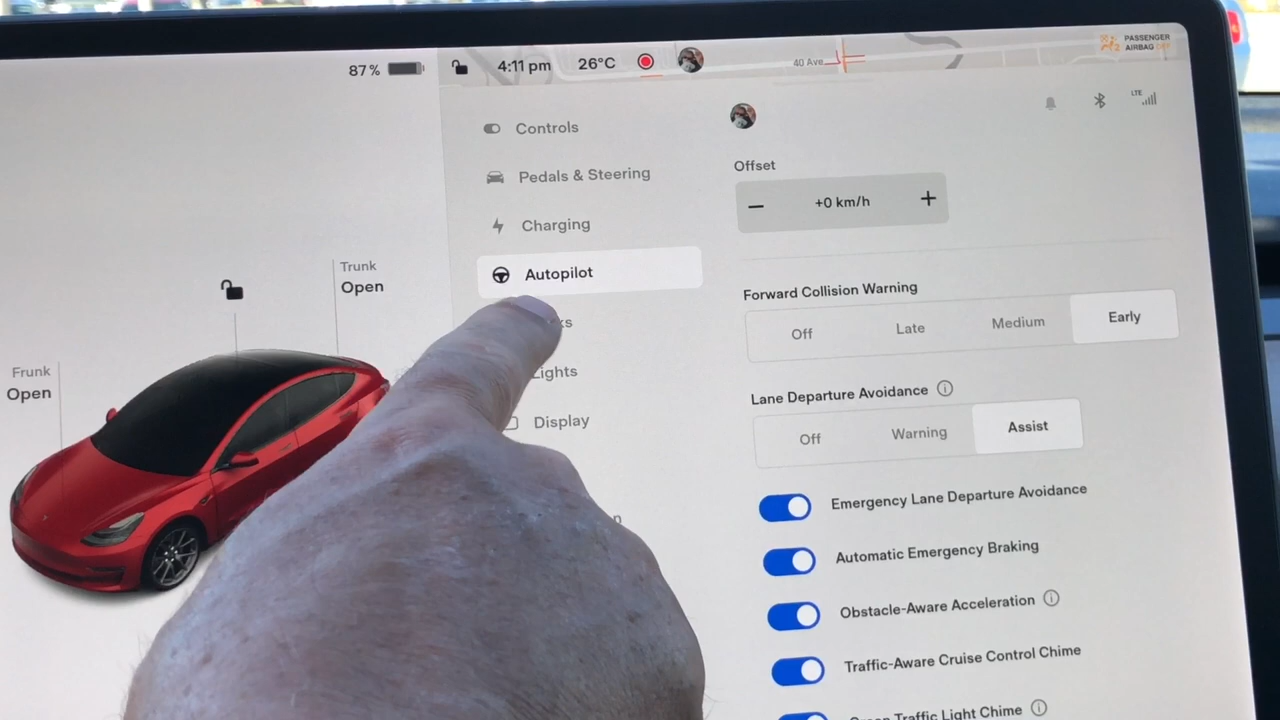 87%
4:11 pm
26°C
40 Ave
PASSENGER
AIRBAG OFF
LTE
Controls
Pedals & Steering
Charging
Autopilot
Lights
Display
Trunk
Open
Frunk
Open
Offset
− +0 km/h +
Forward Collision Warning
Off Late Medium Early
Lane Departure Avoidance
Off Warning Assist
Emergency Lane Departure Avoidance
Automatic Emergency Braking
Obstacle-Aware Acceleration
Traffic-Aware Cruise Control Chime
Green Traffic Light Chime